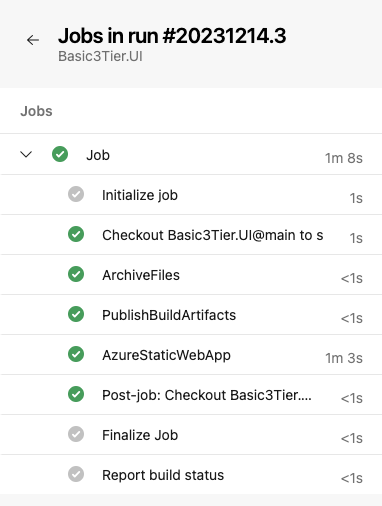 Jobs in run #20231214.3
Basic3Tier.UI
Jobs
Job 1m 8s
Initialize job 1s
Checkout Basic3Tier.UI@main to s 1s
ArchiveFiles <1s
PublishBuildArtifacts <1s
AzureStaticWebApp 1m 3s
Post-job: Checkout Basic3Tier.... <1s
Finalize Job <1s
Report build status <1s